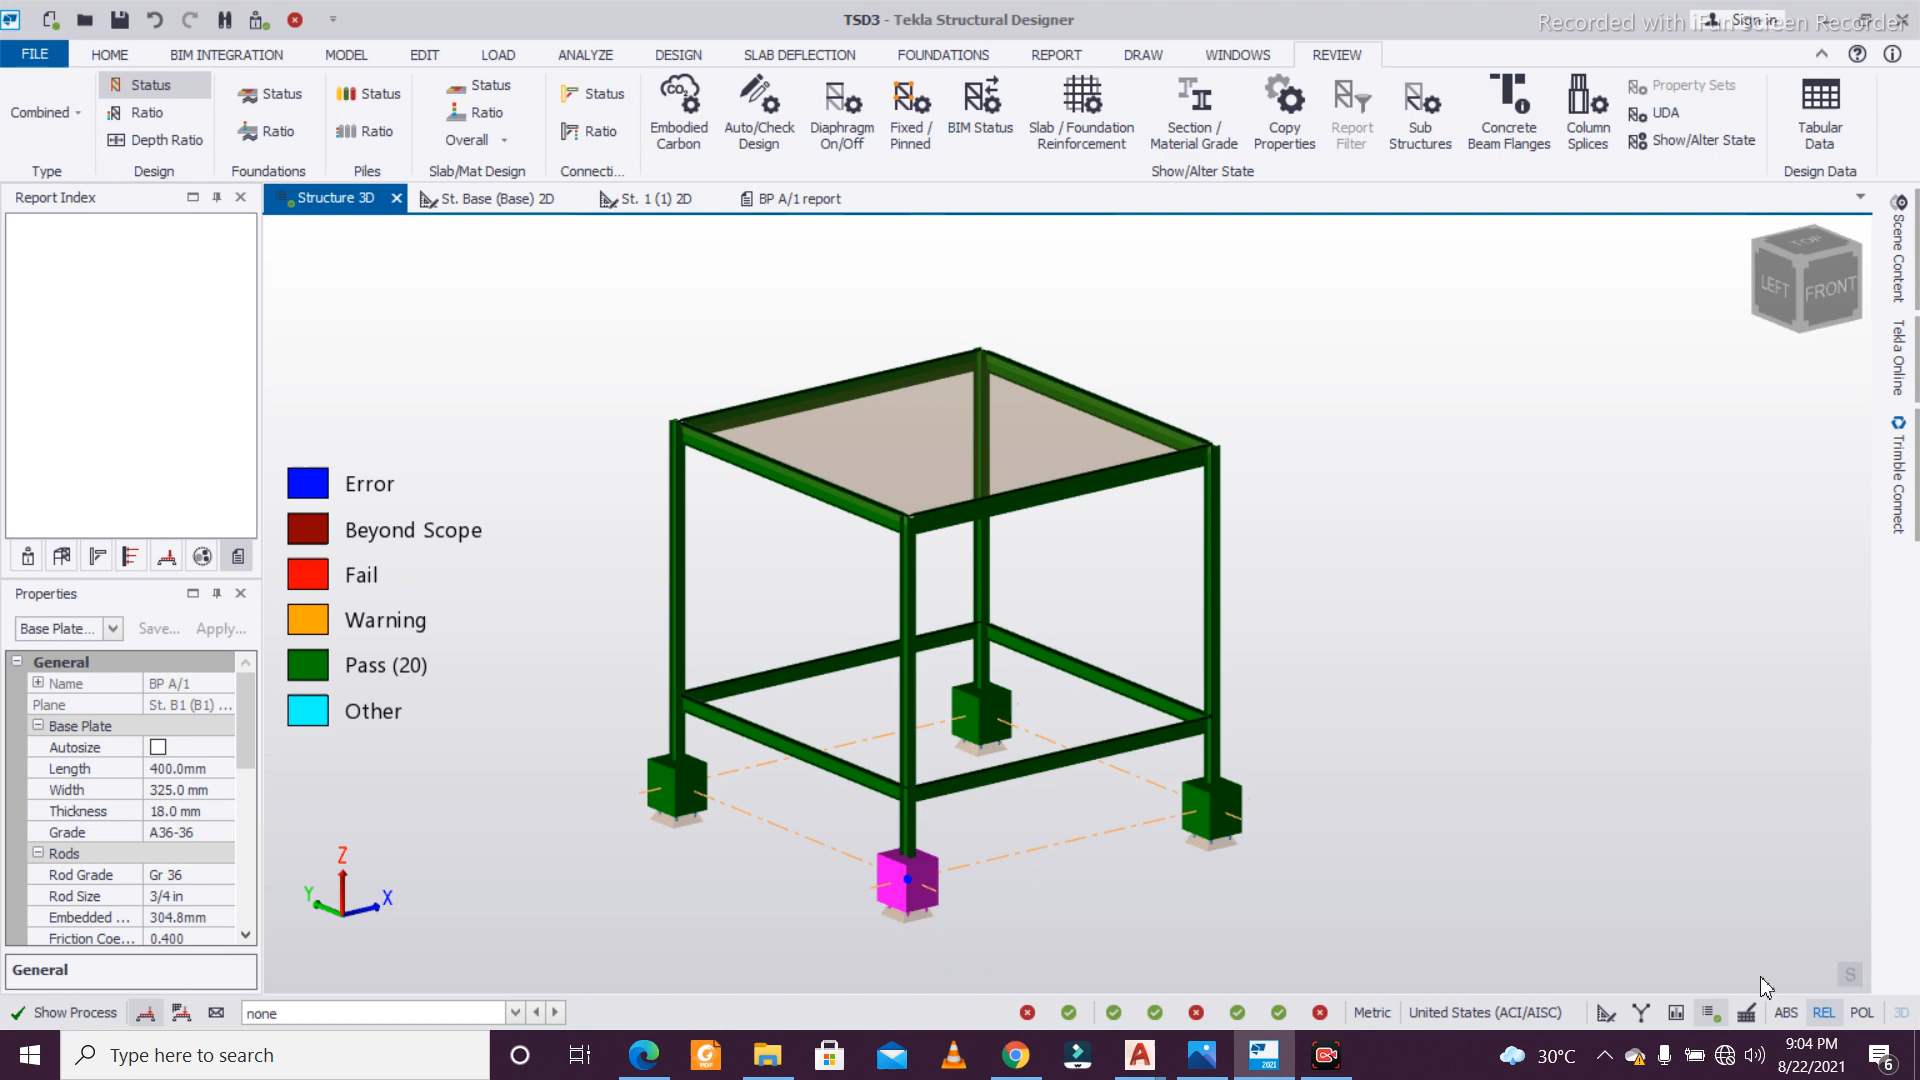 TSD3 - Tekla Structural Designer
Sign in
Recorded with iFun Screen Recorder
FILE HOME BIM INTEGRATION MODEL EDIT LOAD ANALYZE DESIGN SLAB DEFLECTION FOUNDATIONS REPORT DRAW WINDOWS REVIEW
Combined
Type
Status
Ratio
Depth Ratio
Design
Status
Ratio
Foundations
Status
Ratio
Piles
Status
Ratio
Overall
Slab/Mat Design
Status
Ratio
Connecti...
Embodied
Carbon
Auto/Check
Design
Diaphragm
On/Off
Fixed /
Pinned
BIM Status
Slab / Foundation
Reinforcement
Section /
Material Grade
Copy
Properties
Report
Filter
Sub
Structures
Concrete
Beam Flanges
Column
Splices
Property Sets
UDA
Show/Alter State
Show/Alter State
Tabular
Data
Design Data
Report Index
Structure 3D St. Base (Base) 2D St. 1 (1) 2D BP A/1 report
TOP
LEFT FRONT
Scene Content
Tekla Online
Trimble Connect
Error
Beyond Scope
Fail
Warning
Pass (20)
Other
Z
Y
X
S
Properties
Base Plate... Save... Apply...
General
Name BP A/1
Plane St. B1 (B1) ...
Base Plate
Autosize
Length 400.0mm
Width 325.0 mm
Thickness 18.0 mm
Grade A36-36
Rods
Rod Grade Gr 36
Rod Size 3/4 in
Embedded ... 304.8mm
Friction Coe... 0.400
General
Show Process none Metric United States (ACI/AISC) ABS REL POL 3D
Type here to search
PDF
2021
30°C
9:04 PM
8/22/2021
6